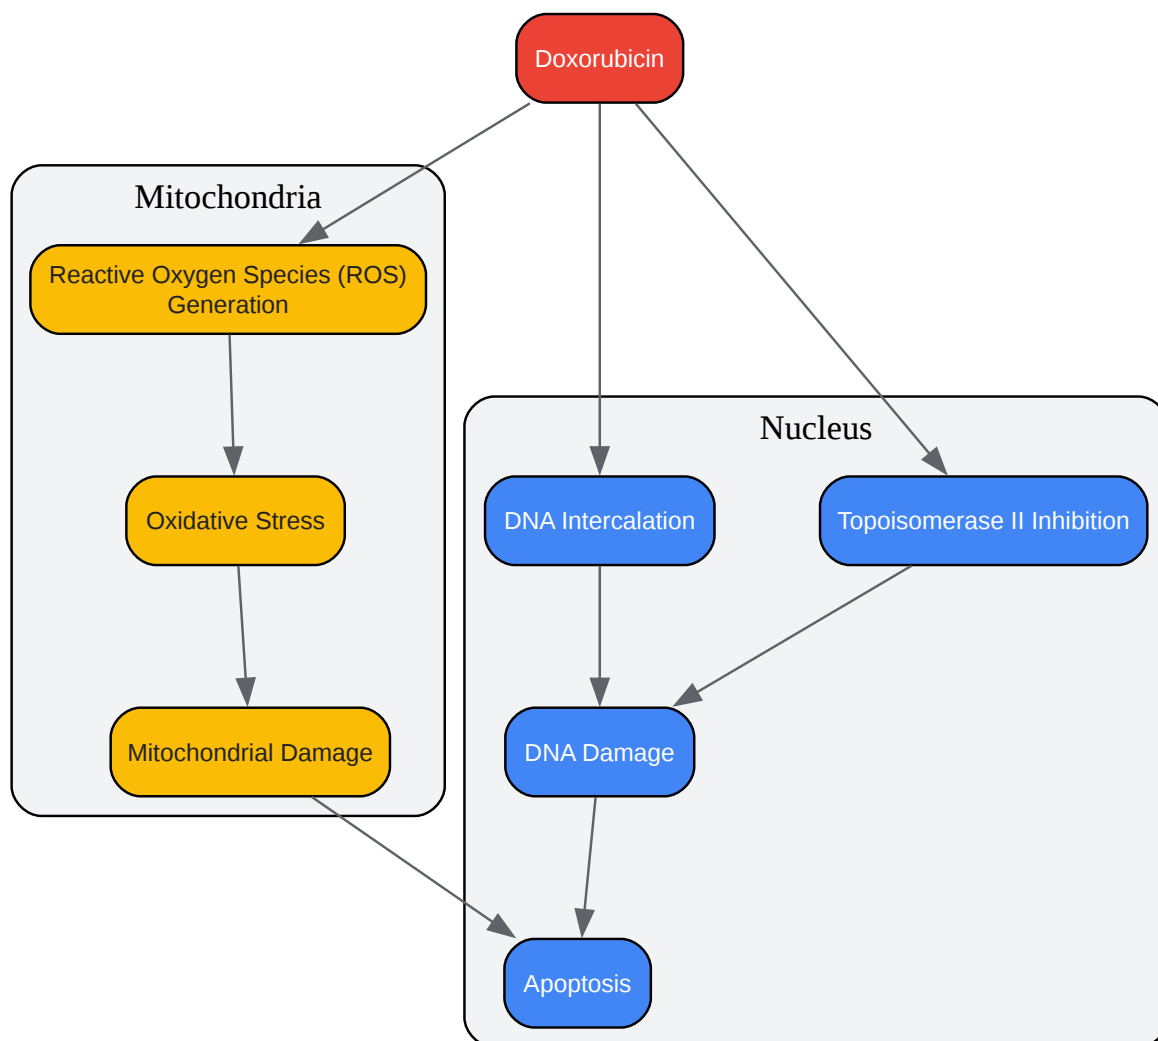 Doxorubicin
Mitochondria
Reactive Oxygen Species (ROS)
Generation
Nucleus
Oxidative Stress
DNA Intercalation
Topoisomerase II Inhibition
Mitochondrial Damage
DNA Damage
Apoptosis